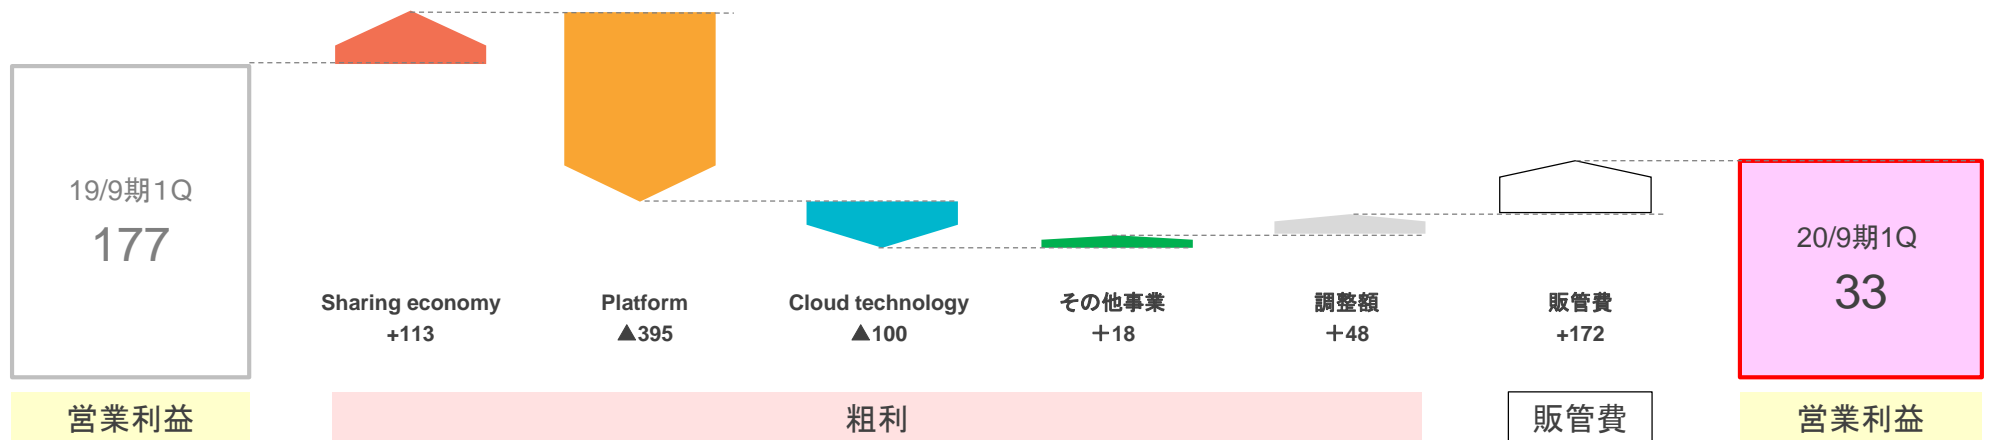 19/9期１Q
177
Sharing economy
+113
Platform
▲395
Cloud technology
▲100
その他事業
＋18
調整額
＋48
販管費
+172
20/9期1Q
33
営業利益
粗利
販管費
営業利益